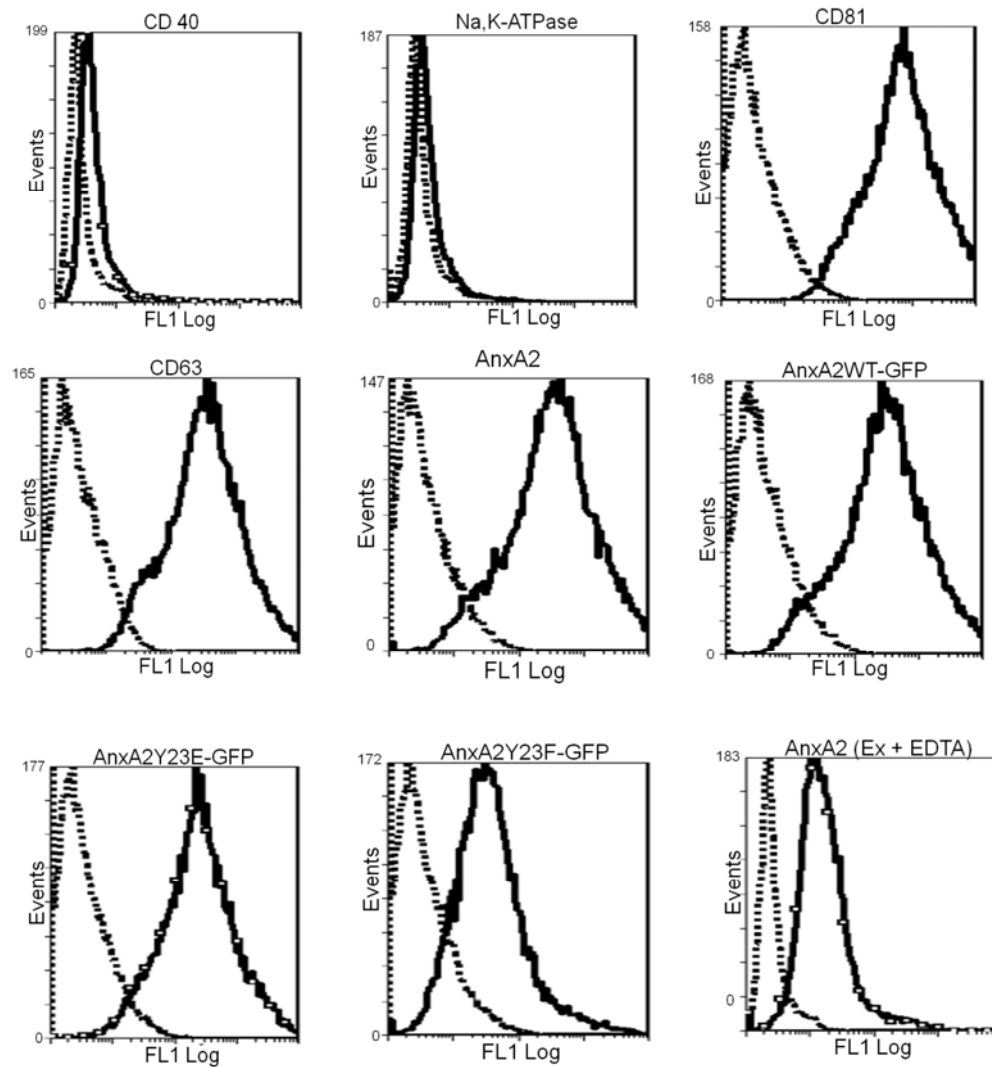 CD 40
199
Events
0
FL1 Log
Na,K-ATPase
187
Events
0
FL1 Log
CD81
158
Events
0
FL1 Log
CD63
165
Events
0
FL1 Log
AnxA2
147
Events
0
FL1 Log
AnxA2WT-GFP
168
Events
0
FL1 Log
AnxA2Y23E-GFP
177
Events
0
FL1 Log
AnxA2Y23F-GFP
172
Events
0
FL1 Log
AnxA2 (Ex + EDTA)
183
Events
0
FL1 Log